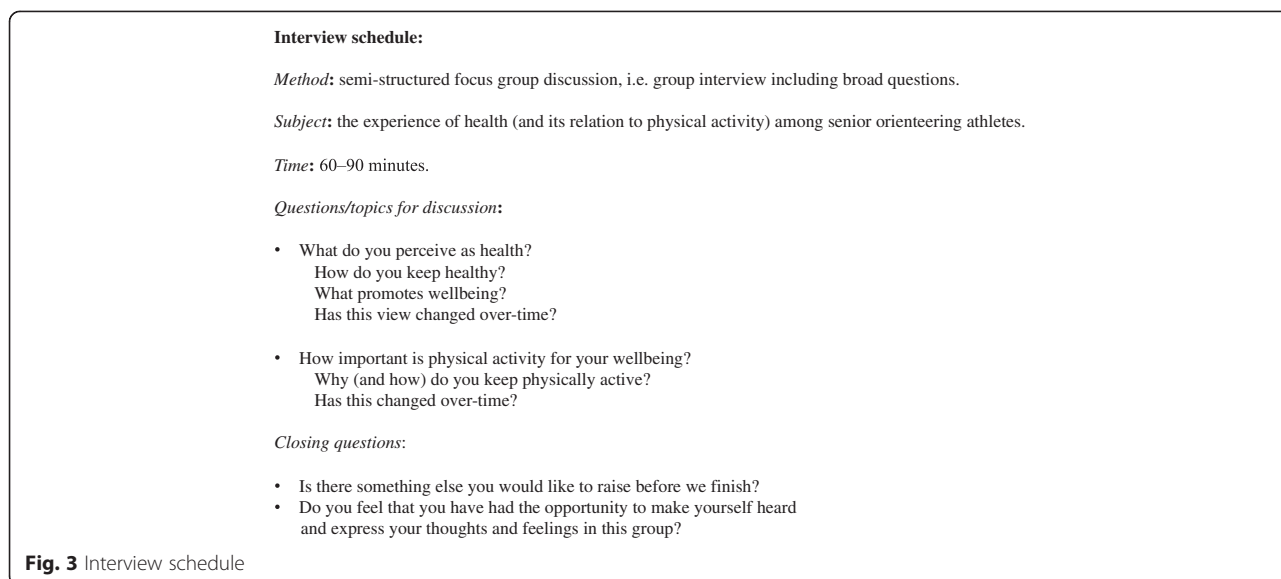 Interview schedule:
Method: semi-structured focus group discussion, i.e. group interview including broad questions.
Subject: the experience of health (and its relation to physical activity) among senior orienteering athletes.
Time: 60–90 minutes.
Questions/topics for discussion:
• What do you perceive as health?
How do you keep healthy?
What promotes wellbeing?
Has this view changed over-time?
• How important is physical activity for your wellbeing?
Why (and how) do you keep physically active?
Has this changed over-time?
Closing questions:
• Is there something else you would like to raise before we finish?
• Do you feel that you have had the opportunity to make yourself heard
and express your thoughts and feelings in this group?
Fig. 3 Interview schedule